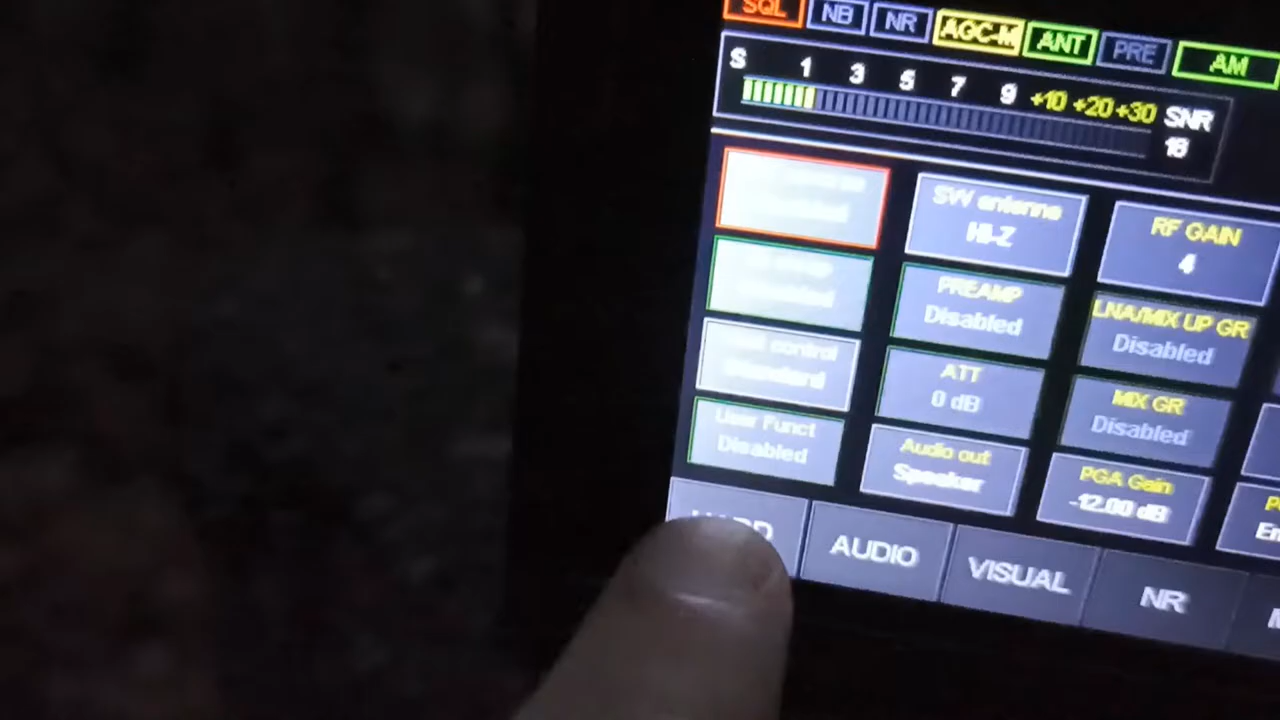 SQL NB NR AGC-M ANT PRE AM
S 1 3 5 7 9 +10 +20 +30 SNR
16
SW antenna
HI-Z
RF GAIN
4
PREAMP
Disabled
LNA/MIX UP GR
Disabled
control
Standard
ATT
0 dB
MIX GR
Disabled
User Funct
Disabled
Audio out
Speaker
PGA Gain
-12.00 dB
AUDIO VISUAL NR